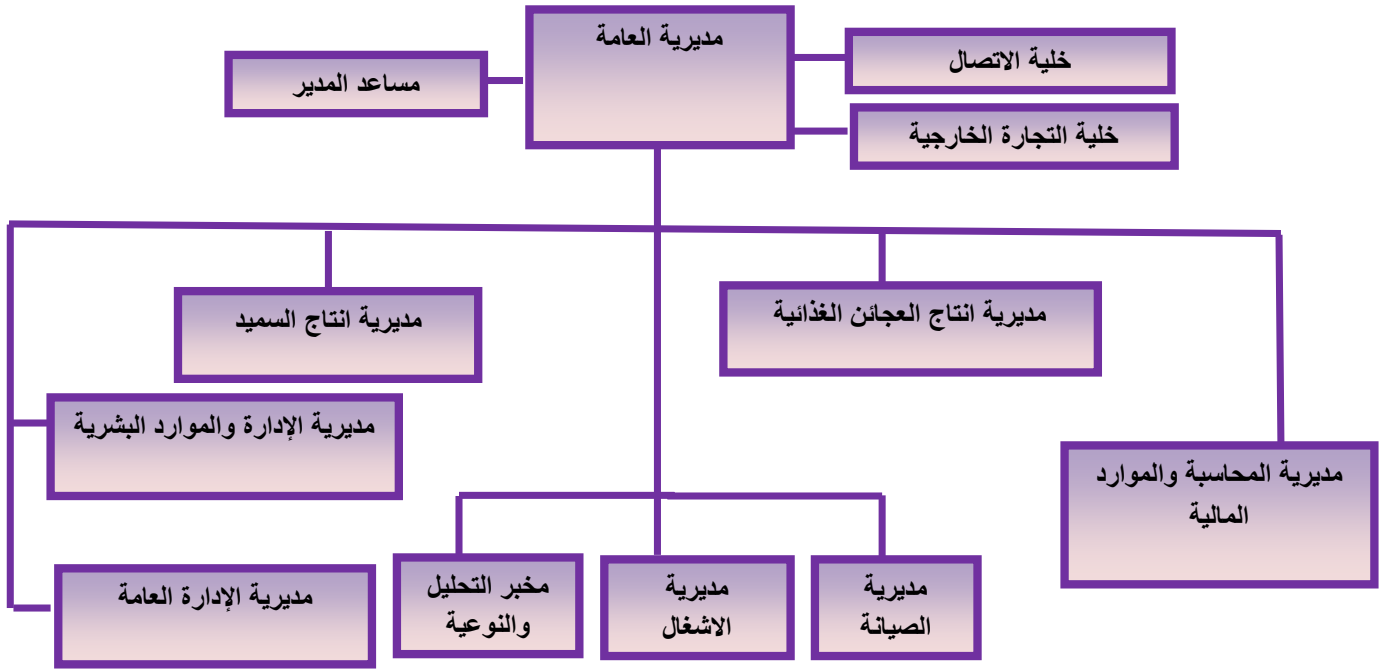 مديرية العامة
خلية الاتصال
مساعد المدير
خلية التجارة الخارجية
مديرية انتاج العجائن الغذائية
مديرية انتاج السميد
مديرية الإدارة والموارد البشرية
مديرية المحاسبة والموارد
المالية
مديرية
الصيانة
مديرية
الاشغال
مخبر التحليل
والنوعية
مديرية الإدارة العامة